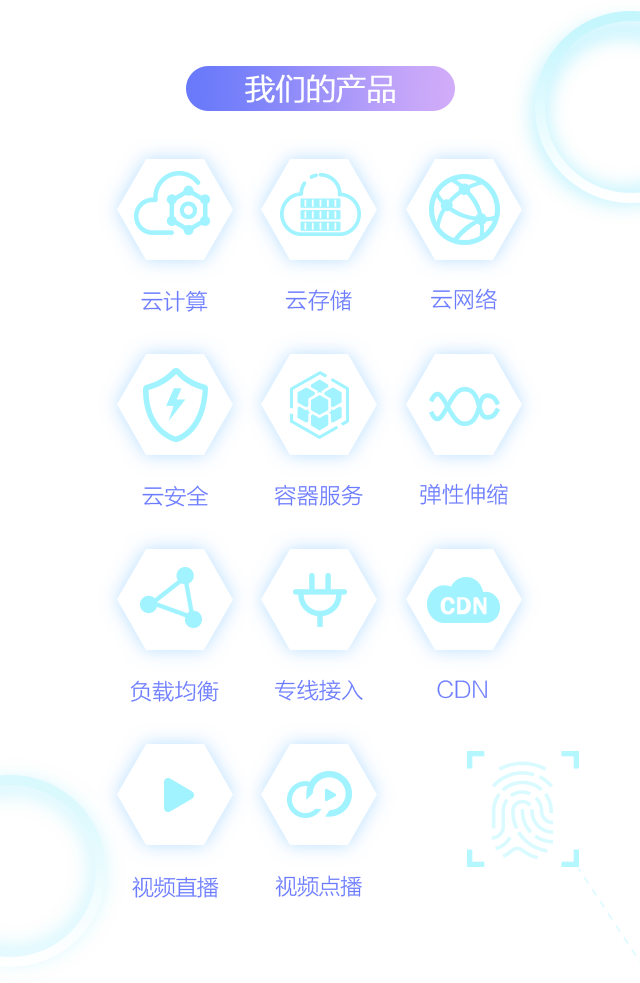 我们的产品
云计算
云存储
云网络
云安全
容器服务
弹性伸缩
负载均衡
专线接入
CDN
CDN
视频直播
视频点播